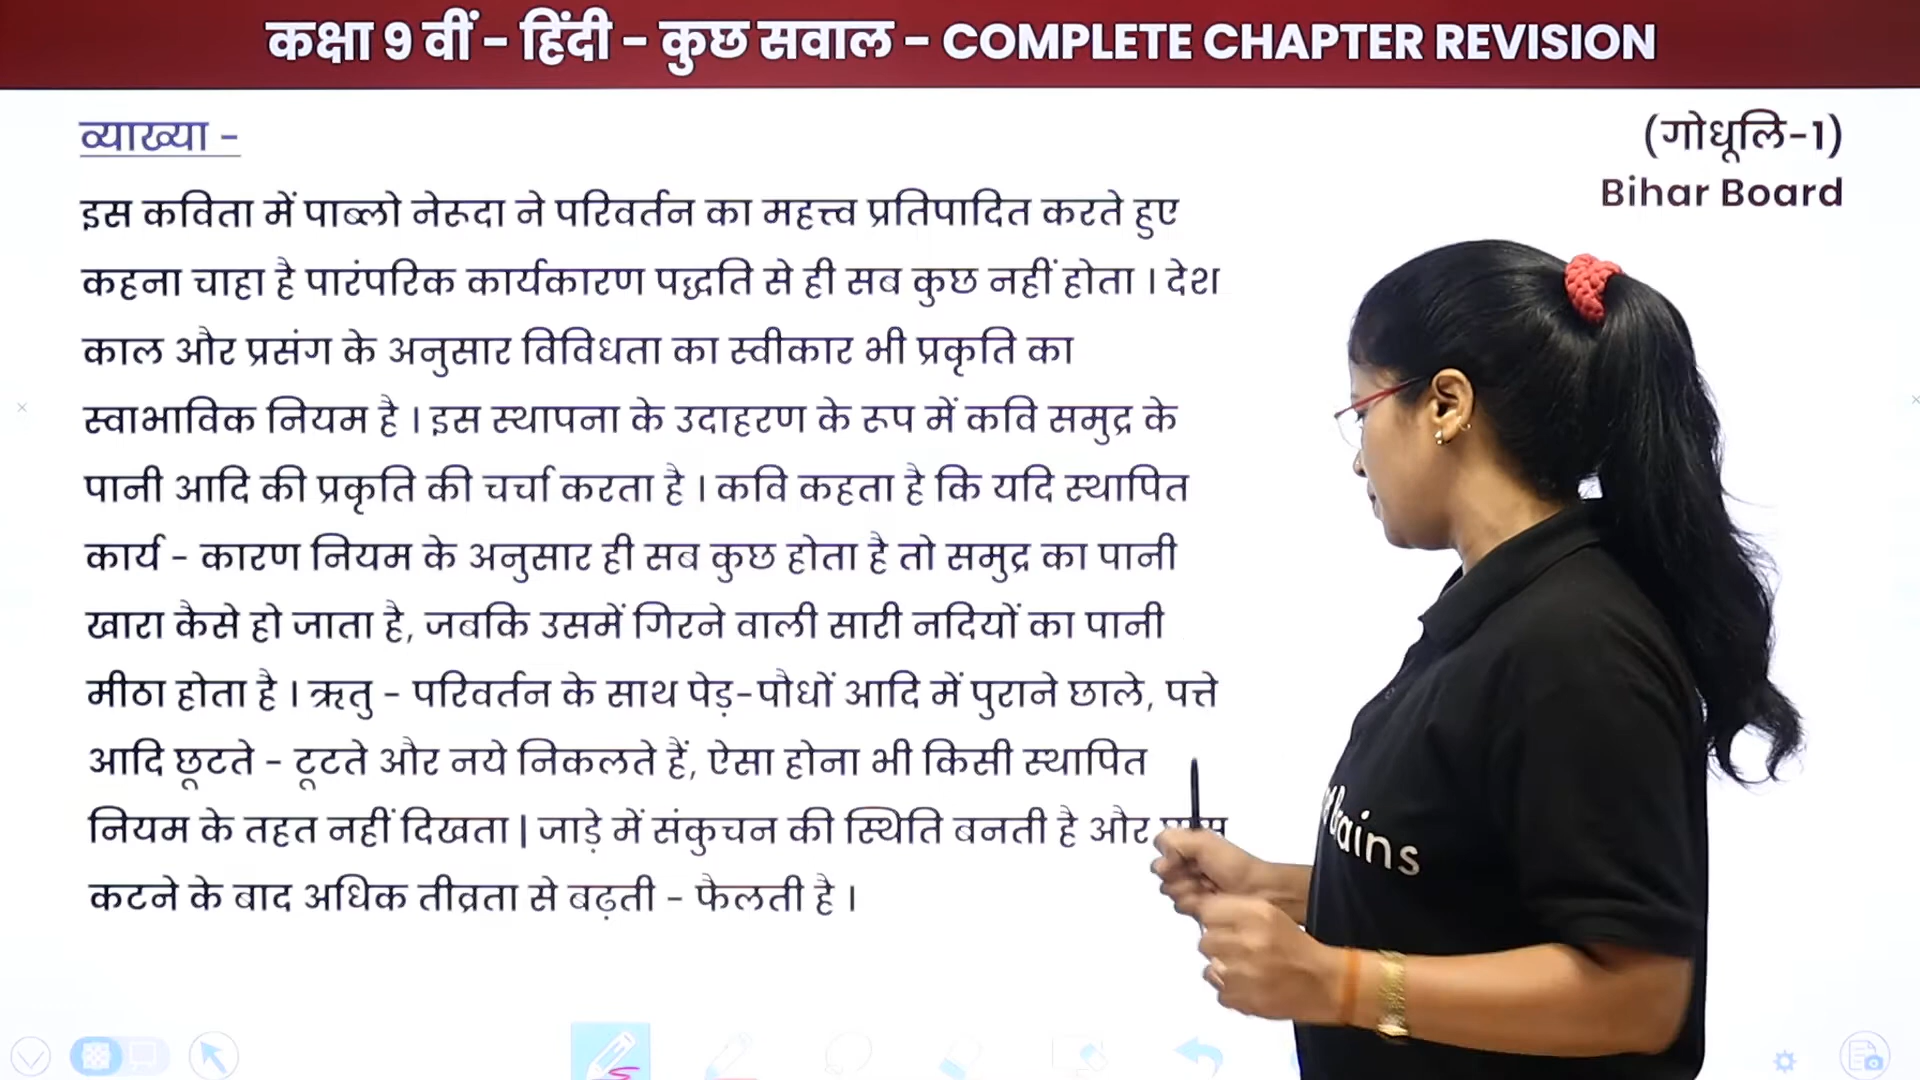 कक्षा 9 वीं - हिंदी - कुछ सवाल - COMPLETE CHAPTER REVISION
व्याख्या -
(गोधूलि-1)
Bihar Board
इस कविता में पाब्लो नेरूदा ने परिवर्तन का महत्त्व प्रतिपादित करते हुए
कहना चाहा है पारंपरिक कार्यकारण पद्धति से ही सब कुछ नहीं होता । देश
काल और प्रसंग के अनुसार विविधता का स्वीकार भी प्रकृति का
स्वाभाविक नियम है । इस स्थापना के उदाहरण के रूप में कवि समुद्र के
पानी आदि की प्रकृति की चर्चा करता है । कवि कहता है कि यदि स्थापित
कार्य - कारण नियम के अनुसार ही सब कुछ होता है तो समुद्र का पानी
खारा कैसे हो जाता है, जबकि उसमें गिरने वाली सारी नदियों का पानी
मीठा होता है । ऋतु - परिवर्तन के साथ पेड़-पौधों आदि में पुराने छाले, पत्ते
आदि छूटते - टूटते और नये निकलते हैं, ऐसा होना भी किसी स्थापित
नियम के तहत नहीं दिखता | जाड़े में संकुचन की स्थिति बनती है और
कटने के बाद अधिक तीव्रता से बढ़ती - फैलती है ।
Brains